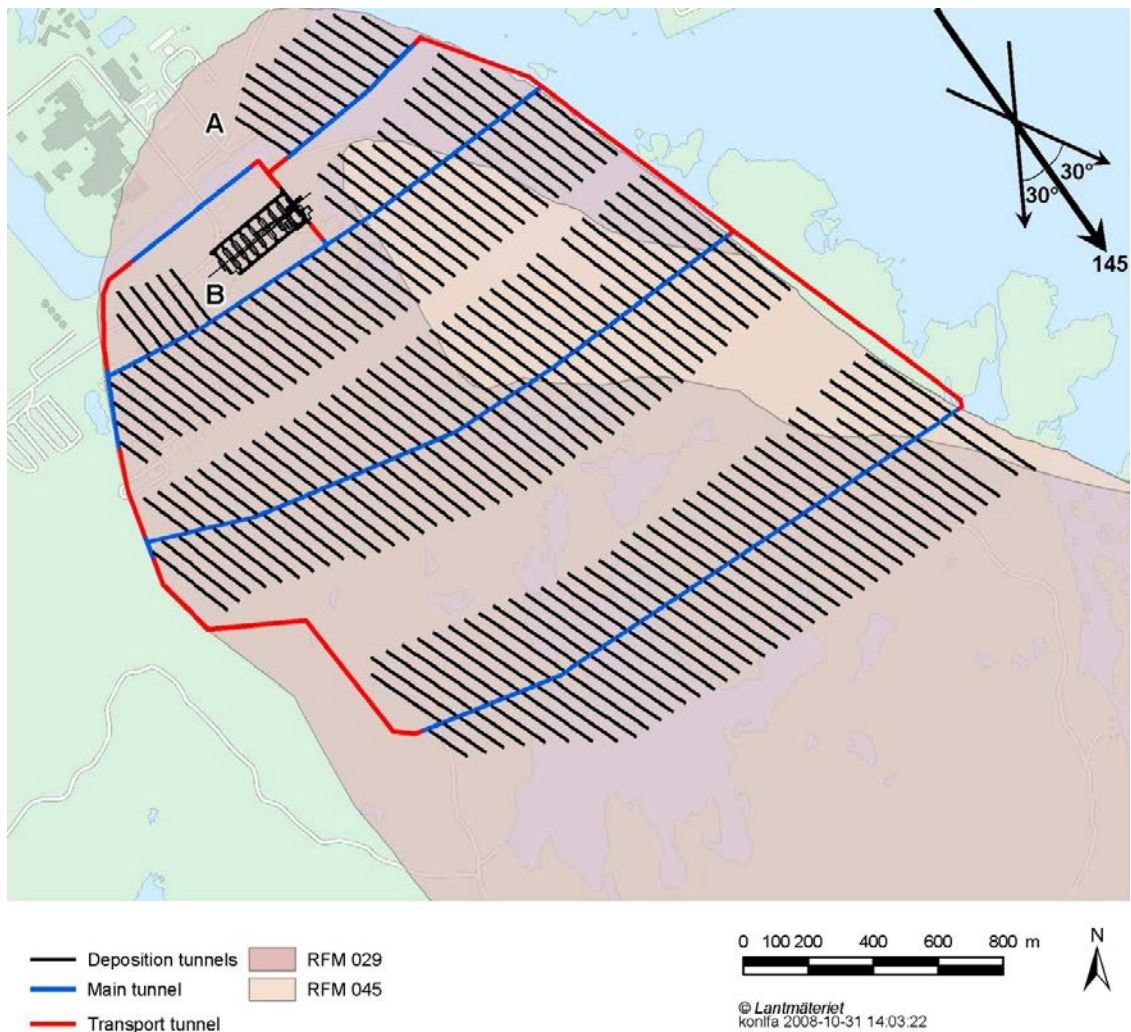 A
B
30°
30°
145
Deposition tunnels
Main tunnel
Transport tunnel
RFM 029
RFM 045
0 100 200 400 600 800 m
N
© Lantmäteriet
konlfa 2008-10-31 14:03:22